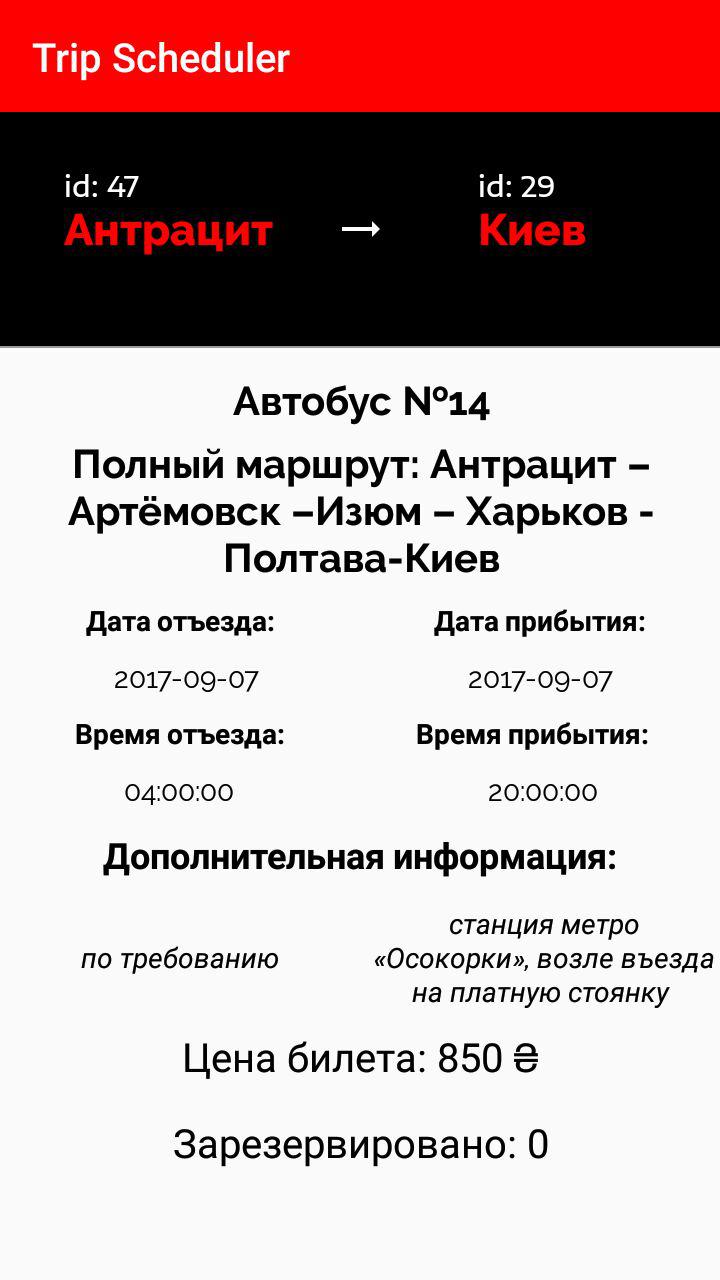 Trip Scheduler
id: 47
id: 29
Антрацит
→
Киев
Автобус №14
Полный маршрут: Антрацит –
Артёмовск –Изюм – Харьков -
Полтава-Киев
Дата отъезда:
Дата прибытия:
2017-09-07
2017-09-07
Время отъезда:
Время прибытия:
04:00:00
20:00:00
Дополнительная информация:
по требованию
станция метро
«Осокорки», возле въезда
на платную стоянку
Цена билета: 850 ₴
Зарезервировано: 0